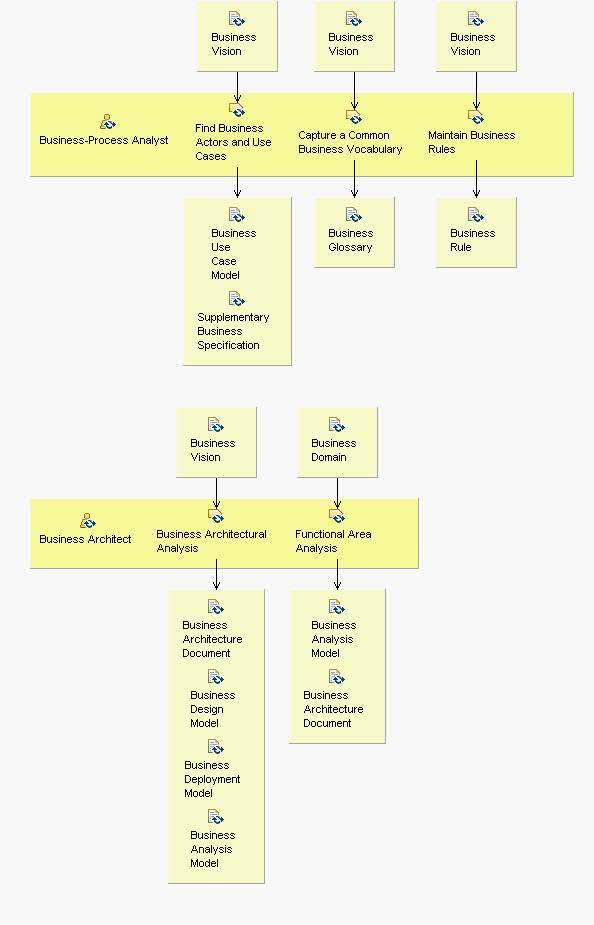 Business
Vision
Business
Vision
Business
Vision
Business-Process Analyst
Find Business
Actors and Use
Cases
Capture a Common
Business Vocabulary
Maintain Business
Rules
Business
Use
Case
Model
Supplementary
Business
Specification
Business
Glossary
Business
Rule
Business
Vision
Business
Domain
Business Architect
Business Architectural
Analysis
Functional Area
Analysis
Business
Architecture
Document
Business
Design
Model
Business
Deployment
Model
Business
Analysis
Model
Business
Analysis
Model
Business
Architecture
Document